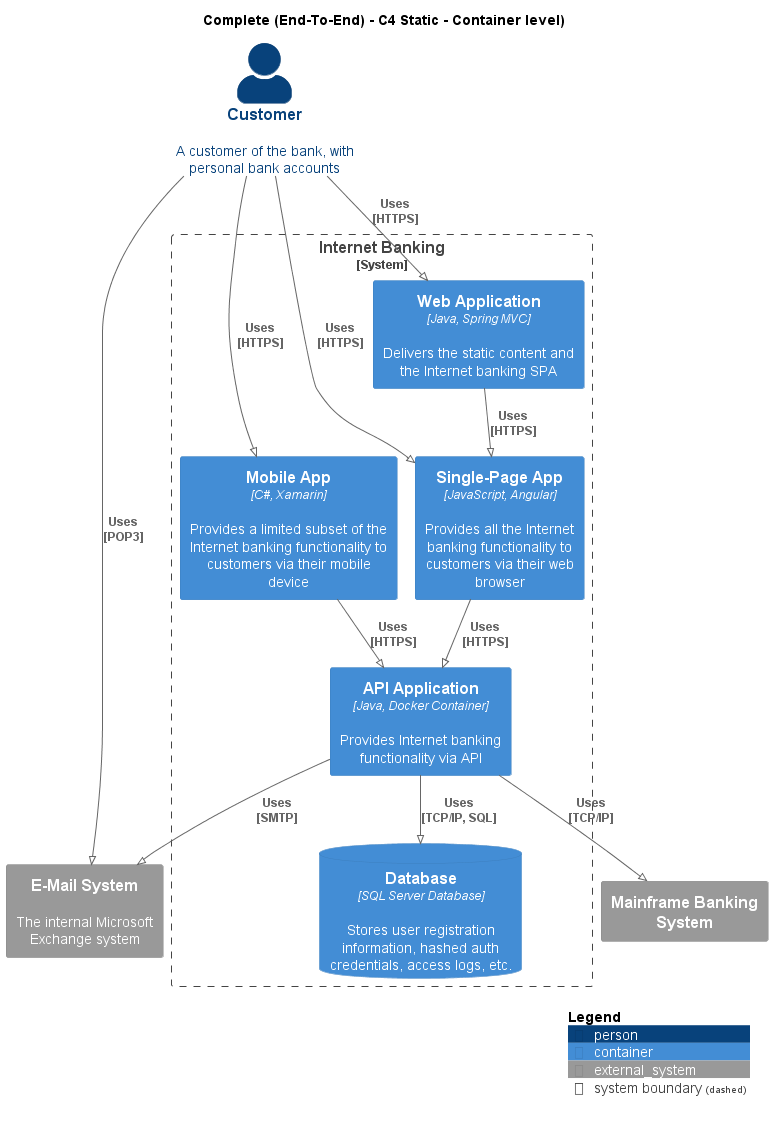 Complete (End-To-End) - C4 Static - Container level)
Customer
A customer of the bank, with
personal bank accounts
Uses
[HTTPS]
Internet Banking
[System]
Web Application
[Java, Spring MVC]
Delivers the static content and
the Internet banking SPA
Uses
[HTTPS]
Uses
[HTTPS]
Uses
[HTTPS]
Mobile App
[C#, Xamarin]
Provides a limited subset of the
Internet banking functionality to
customers via their mobile
device
Single-Page App
[JavaScript, Angular]
Provides all the Internet
banking functionality to
customers via their web
browser
Uses
[POP3]
Uses
[HTTPS]
Uses
[HTTPS]
API Application
[Java, Docker Container]
Provides Internet banking
functionality via API
Uses
[SMTP]
Uses
[TCP/IP, SQL]
Uses
[TCP/IP]
E-Mail System
The internal Microsoft
Exchange system
Database
[SQL Server Database]
Stores user registration
information, hashed auth
credentials, access logs, etc.
Mainframe Banking
System
Legend
person
container
external_system
system boundary (dashed)